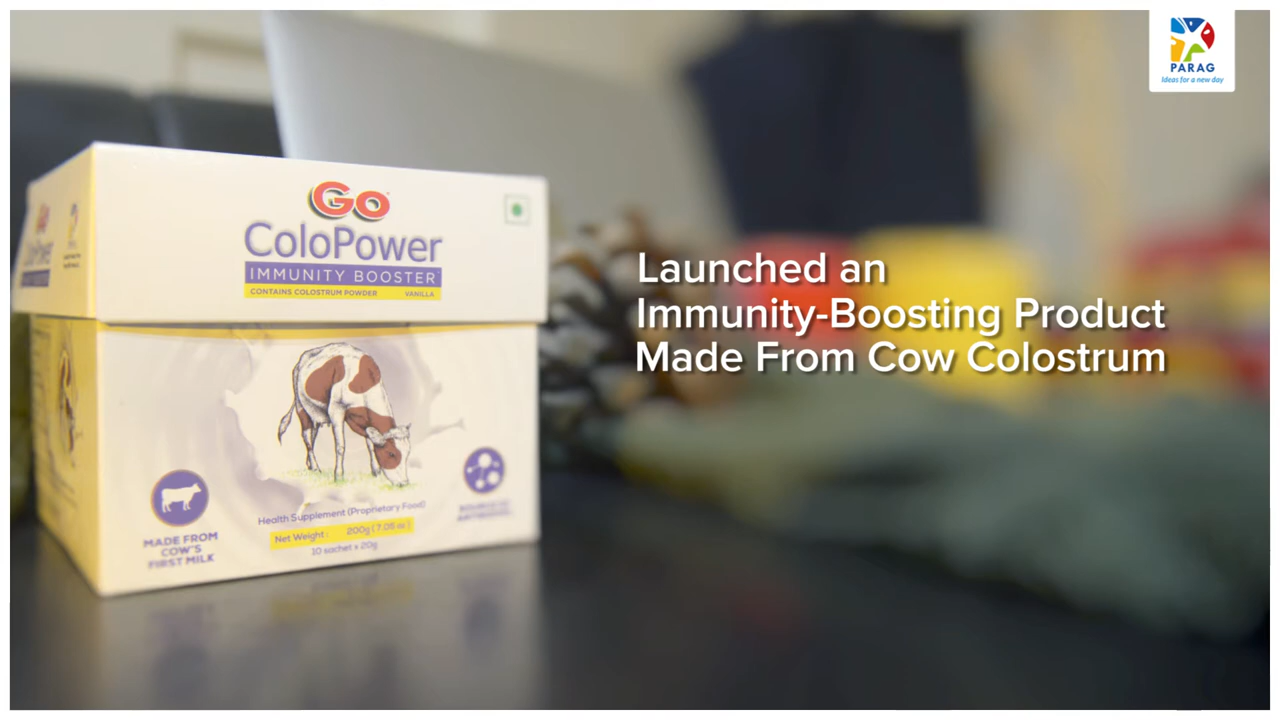 PARAG
Ideas for a new day
GO
ColoPower
IMMUNITY BOOSTER
CONTAINS COLOSTRUM POWDER VANILLA
Launched an
Immunity-Boosting Product
Made From Cow Colostrum
Health Supplement (Proprietary Food)
Net Weight : 200g (7.05 oz)
10 sachet x 20g
MADE FROM
COW'S
FIRST MILK
GO
ColoPower